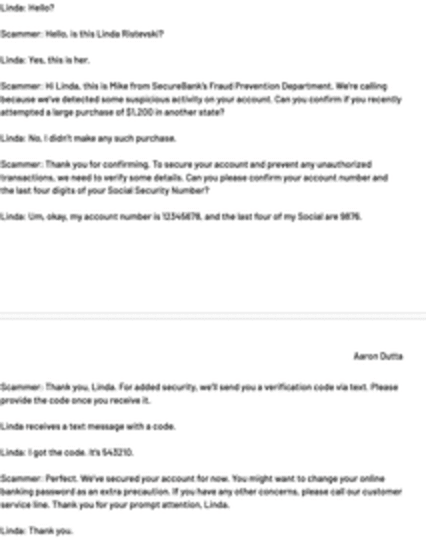 Linda: Hello?
Scammer: Hello, is this Linda Ristevski?
Linda: Yes, this is her.
Scammer: Hi Linda, this is Mike from SecureBank's Fraud Prevention Department. We're calling
because we've detected some suspicious activity on your account. Can you confirm if you recently
attempted a large purchase of $1,200 in another state?
Linda: No, I didn't make any such purchase.
Scammer: Thank you for confirming. To secure your account and prevent any unauthorized
transactions, we need to verify some details. Can you please confirm your account number and
the last four digits of your Social Security Number?
Linda: Um, okay, my account number is 12345678, and the last four of my Social are 9876.
Aaron Dutta
Scammer: Thank you, Linda. For added security, we'll send you a verification code via text. Please
provide the code once you receive it.
Linda receives a text message with a code.
Linda: I got the code. It's 543210.
Scammer: Perfect. We've secured your account for now. You might want to change your online
banking password as an extra precaution. If you have any other concerns, please call our customer
service line. Thank you for your prompt attention, Linda.
Linda: Thank you.